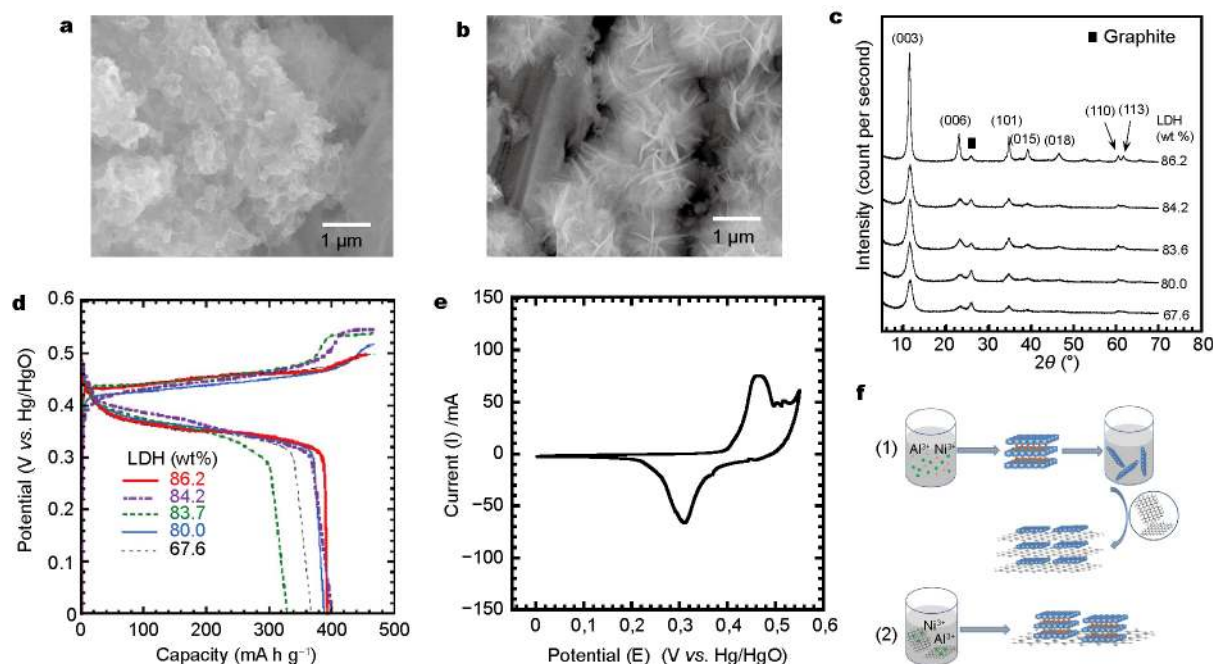 a
1 µm
b
1 µm
c
Intensity (count per second)
(003)
(006)
(101)
(015)
(018)
(110)
(113)
■ Graphite
LDH
(wt %)
86.2
84.2
83.6
80.0
67.6
10 20 30 40 50 60 70 80
2θ (°)
d
Potential (V vs. Hg/HgO)
0.6
0.5
0.4
0.3
0.2
0.1
0
LDH (wt%)
86.2
84.2
83.7
80.0
67.6
0 100 200 300 400 500
Capacity (mA h g⁻¹)
e
Current (I) /mA
150
100
50
0
−50
−100
−150
0 0,1 0,2 0,3 0,4 0,5 0,6
Potential (E) (V vs. Hg/HgO)
f
(1)
Al³⁺ Ni³⁺
(2)
Ni³⁺
Al³⁺